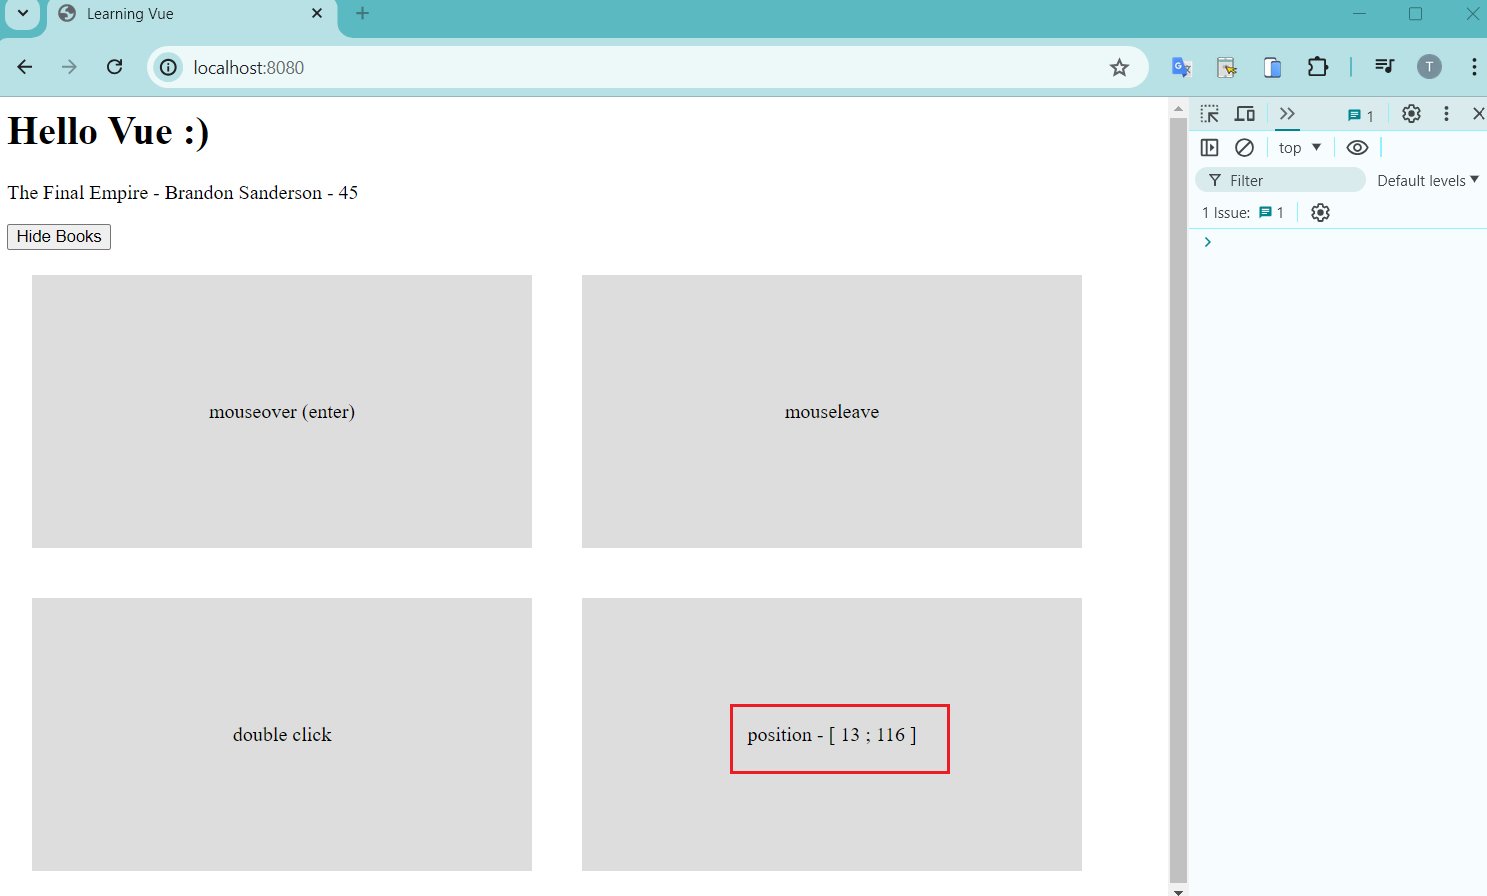 Learning Vue
localhost:8080
T
Hello Vue :)
The Final Empire - Brandon Sanderson - 45
Hide Books
mouseover (enter)
mouseleave
double click
position - [ 13 ; 116 ]
1
top
Filter
Default levels
1 Issue: 1